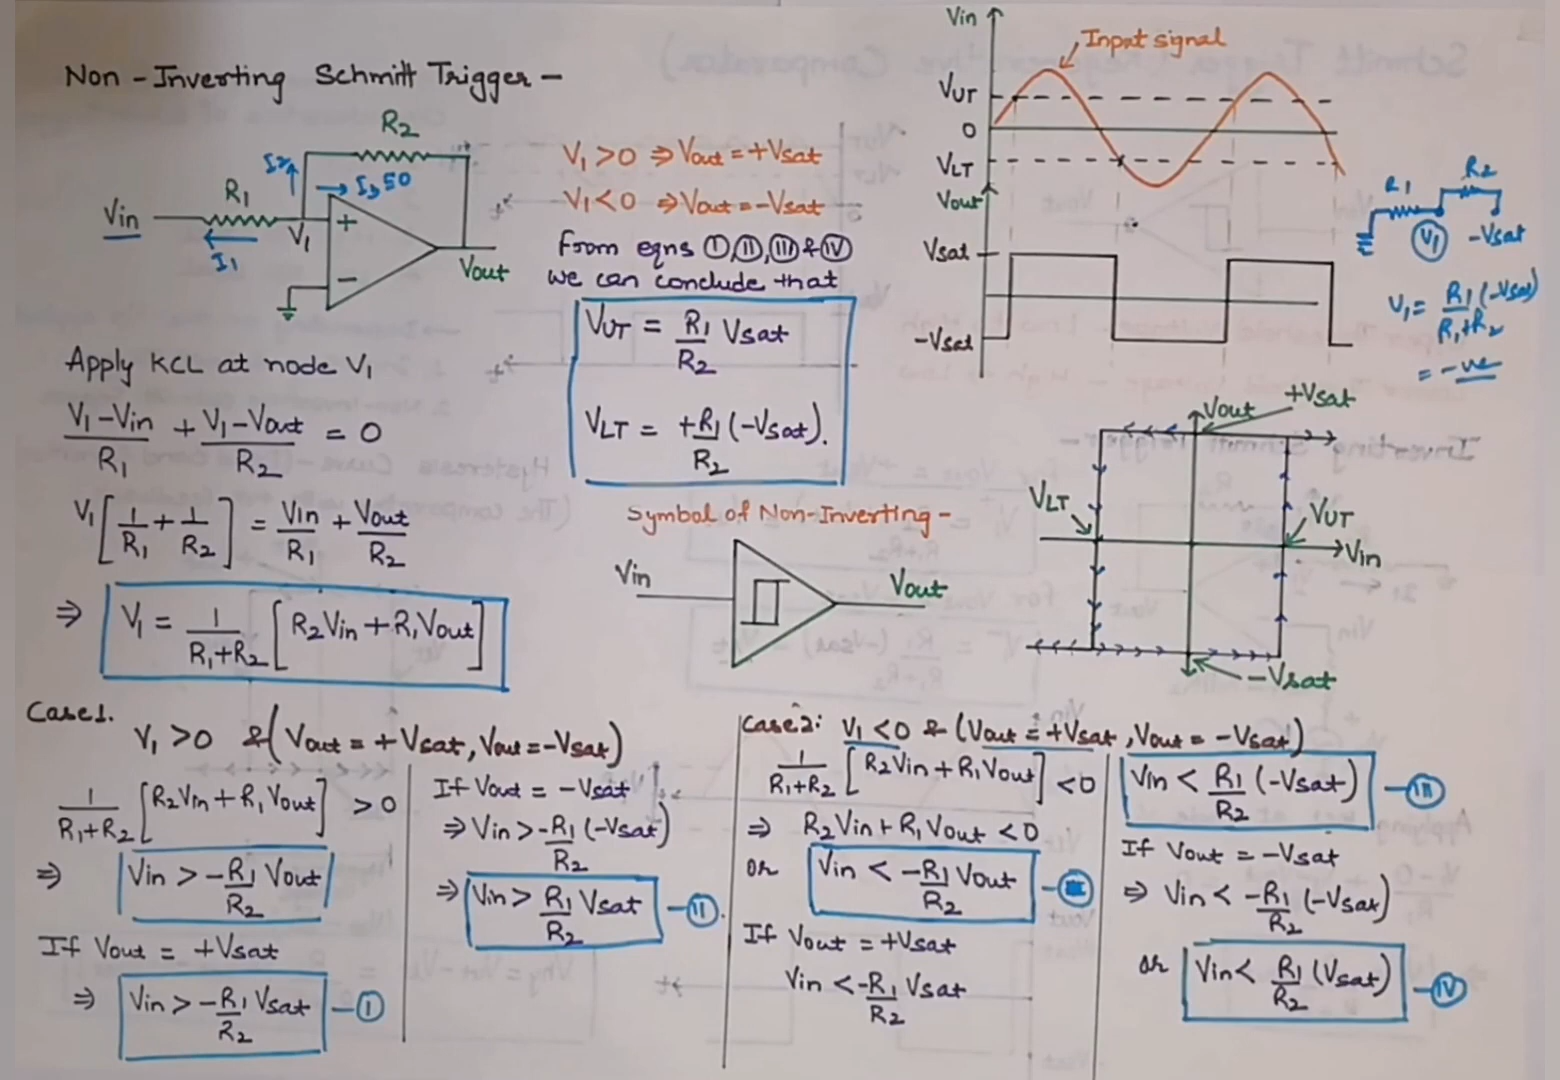 Non-Inverting Schmitt Trigger -
R2
I2
I3 50
R1
Vin
+
V1
I1
-
Vout
V1 > 0 ⇒ Vout = +Vsat
V1 < 0 ⇒ Vout = -Vsat
From eqns I, II, III & IV
we can conclude that
VUT = R1/R2 Vsat
VLT = +R1/R2 (-Vsat).
Apply KCL at node V1
(V1 - Vin)/R1 + (V1 - Vout)/R2 = 0
V1 [1/R1 + 1/R2] = Vin/R1 + Vout/R2
⇒ V1 = 1/(R1+R2) [R2Vin + R1Vout]
Symbol of Non-Inverting -
Vin
Vout
Vin
Input signal
VUT
0
VLT
Vout
Vsat
-Vsat
R1
R2
V1
-Vsat
V1 = R1(-Vsat)/(R1+R2)
= -ve
Vout
+Vsat
VLT
VUT
Vin
-Vsat
Case1.
V1 > 0 & (Vout = +Vsat, Vout = -Vsat)
1/(R1+R2) [R2Vin + R1Vout] > 0
⇒ Vin > -R1/R2 Vout
If Vout = +Vsat
⇒ Vin > -R1/R2 Vsat - I
If Vout = -Vsat
⇒ Vin > -R1/R2 (-Vsat)
⇒ Vin > R1/R2 Vsat - II.
Case2: V1 < 0 & (Vout = +Vsat, Vout = -Vsat)
1/(R1+R2) [R2Vin + R1Vout] < 0
⇒ R2Vin + R1Vout < 0
or Vin < -R1/R2 Vout
If Vout = +Vsat
Vin < -R1/R2 Vsat
Vin < R1/R2 (-Vsat) - III
If Vout = -Vsat
⇒ Vin < -R1/R2 (-Vsat)
or Vin < R1/R2 (Vsat) - IV